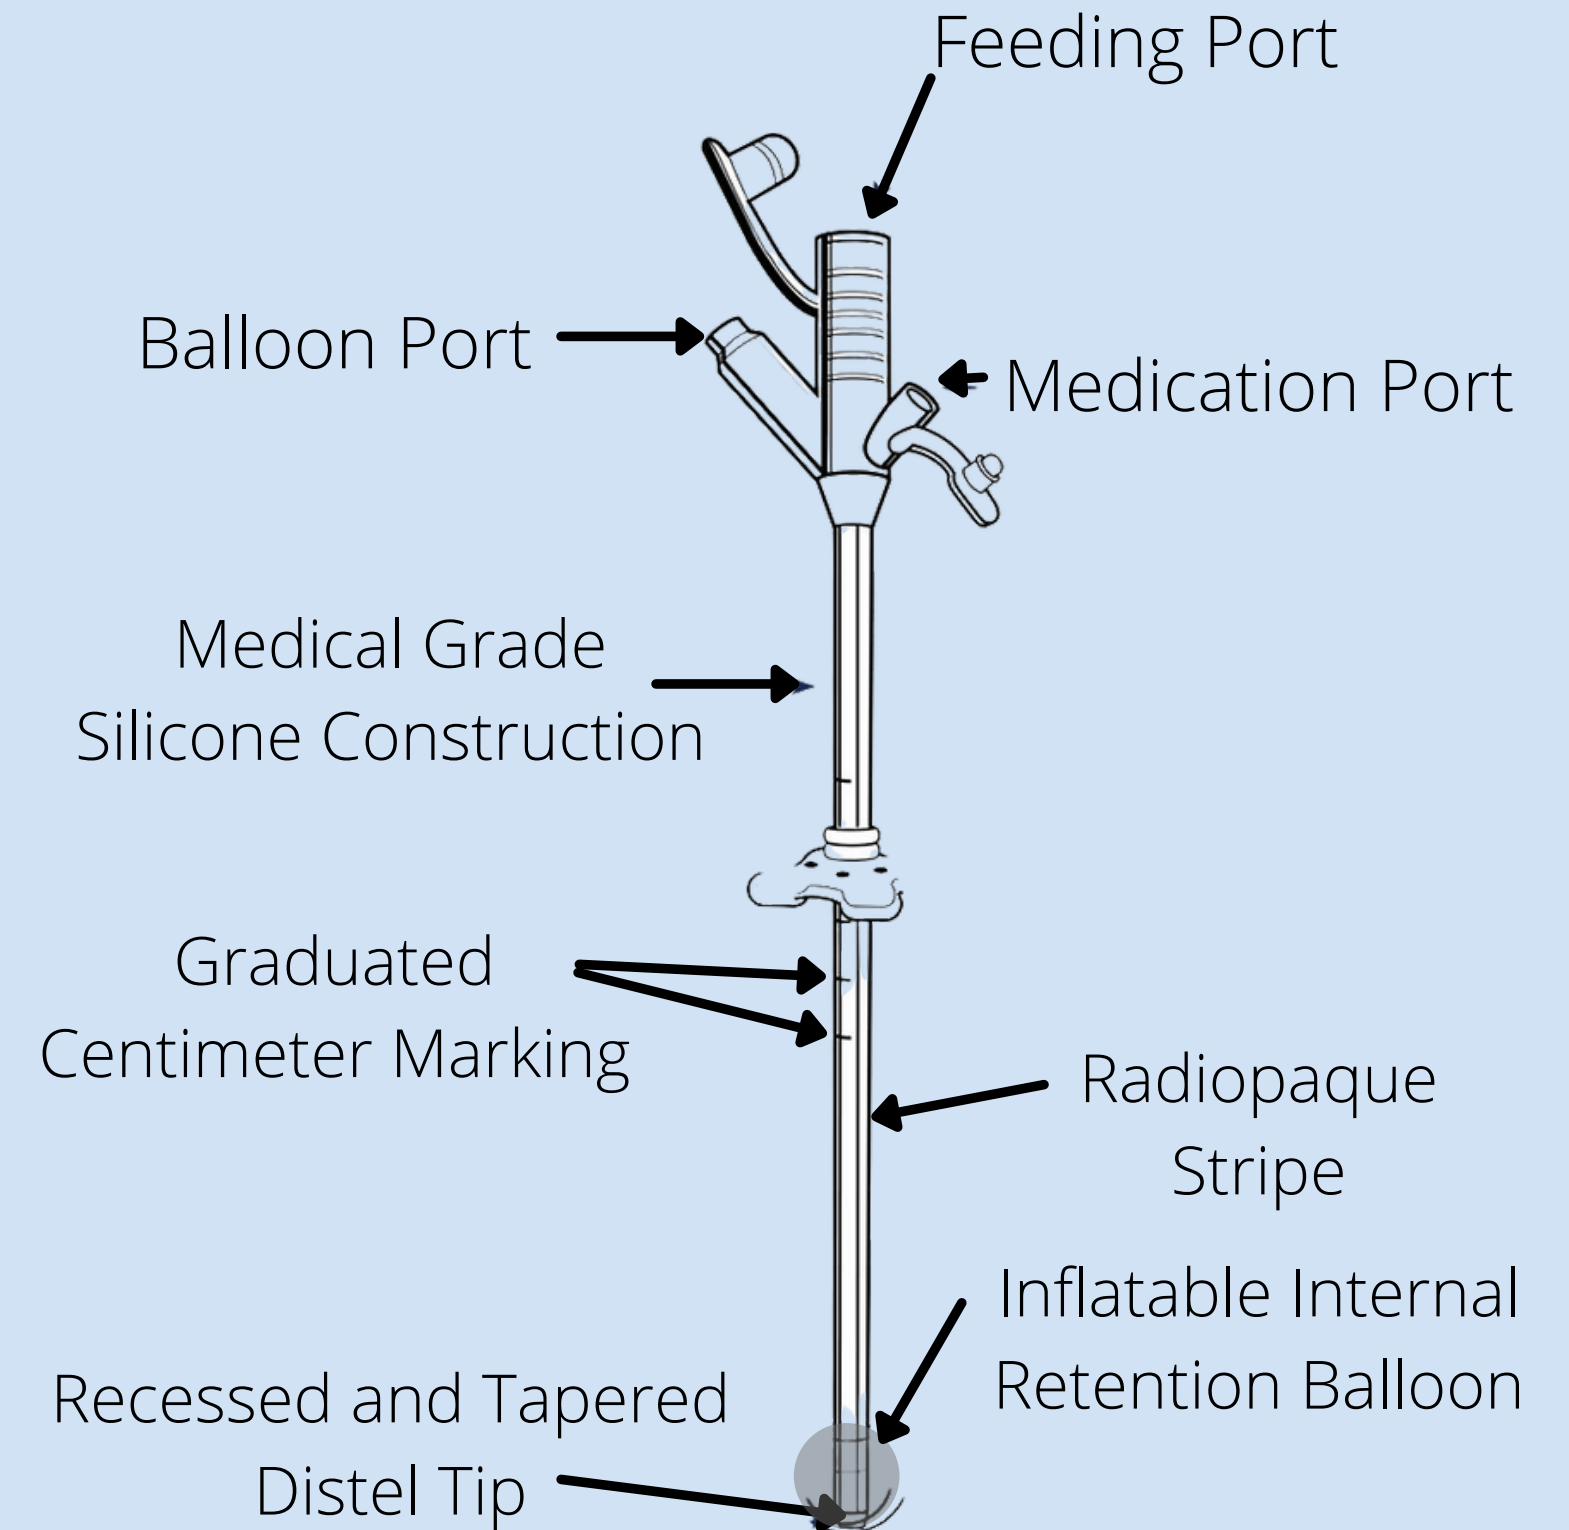 Feeding Port
Balloon Port
Medication Port
Medical Grade
Silicone Construction
Graduated
Centimeter Marking
Radiopaque
Stripe
Inflatable Internal
Retention Balloon
Recessed and Tapered
Distel Tip